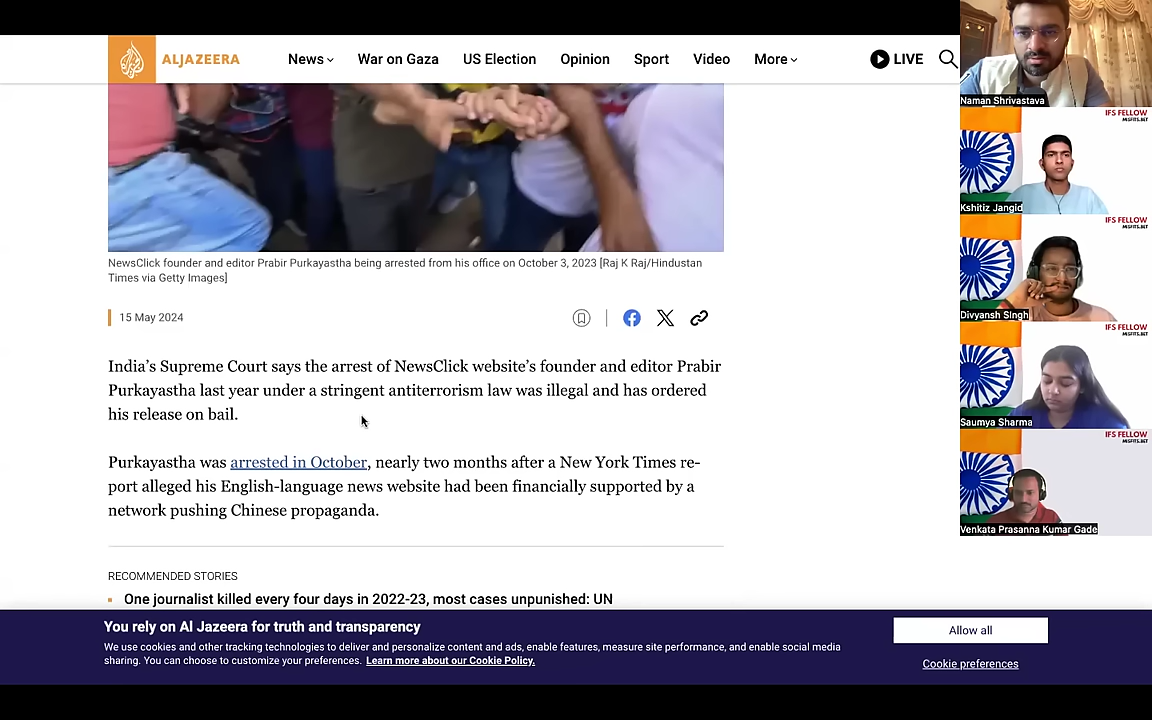 ALJAZEERA
News
War on Gaza
US Election
Opinion
Sport
Video
More
LIVE
NewsClick founder and editor Prabir Purkayastha being arrested from his office on October 3, 2023 [Raj K Raj/Hindustan
Times via Getty Images]
15 May 2024
India’s Supreme Court says the arrest of NewsClick website’s founder and editor Prabir
Purkayastha last year under a stringent antiterrorism law was illegal and has ordered
his release on bail.
Purkayastha was arrested in October, nearly two months after a New York Times re-
port alleged his English-language news website had been financially supported by a
network pushing Chinese propaganda.
RECOMMENDED STORIES
One journalist killed every four days in 2022-23, most cases unpunished: UN
You rely on Al Jazeera for truth and transparency
We use cookies and other tracking technologies to deliver and personalize content and ads, enable features, measure site performance, and enable social media
sharing. You can choose to customize your preferences. Learn more about our Cookie Policy.
Allow all
Cookie preferences
Naman Shrivastava
IFS FELLOW
MISFITS.NET
Kshitiz Jangid
IFS FELLOW
MISFITS.NET
Divyansh SIngh
IFS FELLOW
MISFITS.NET
Saumya Sharma
IFS FELLOW
MISFITS.NET
Venkata Prasanna Kumar Gade